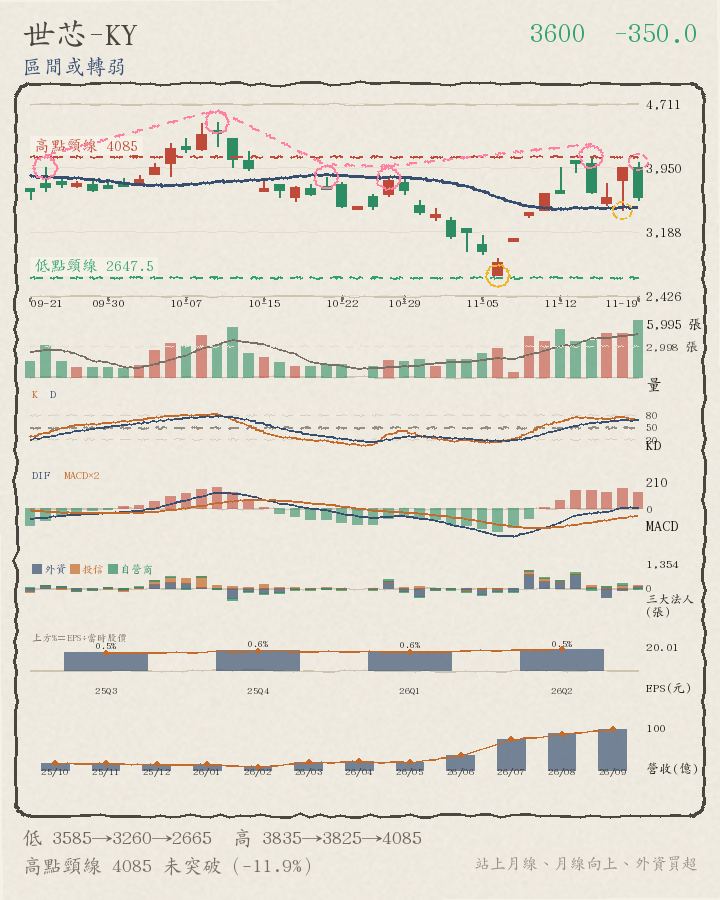 世芯-KY
3600 -350.0
區間或轉弱
4,711
高點頸線 4085
3,950
3,188
低點頸線 2647.5
2,426
09-21 09-30 10-07 10-15 10-22 10-29 11-05 11-12 11-19
5,995 張
2,998 張
量
K D
80
50
20
KD
DIF MACD×2
210
0
MACD
1,354
外資 投信 自營商
0
三大法人
(張)
上方%=EPS÷當時股價
0.5% 0.6% 0.6% 0.5%
20.01
25Q3 25Q4 26Q1 26Q2
EPS(元)
100
25/10 25/11 25/12 26/01 26/02 26/03 26/04 26/05 26/06 26/07 26/08 26/09
營收(億)
低 3585→3260→2665 高 3835→3825→4085
高點頸線 4085 未突破 (-11.9%)
站上月線、月線向上、外資買超